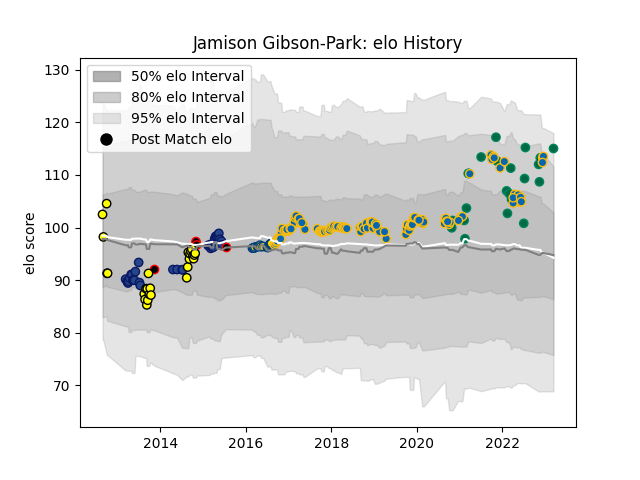 Jamison Gibson-Park: elo History
50% elo Interval
80% elo Interval
95% elo Interval
Post Match elo
elo score
130
120
110
100
90
80
70
2014
2016
2018
2020
2022